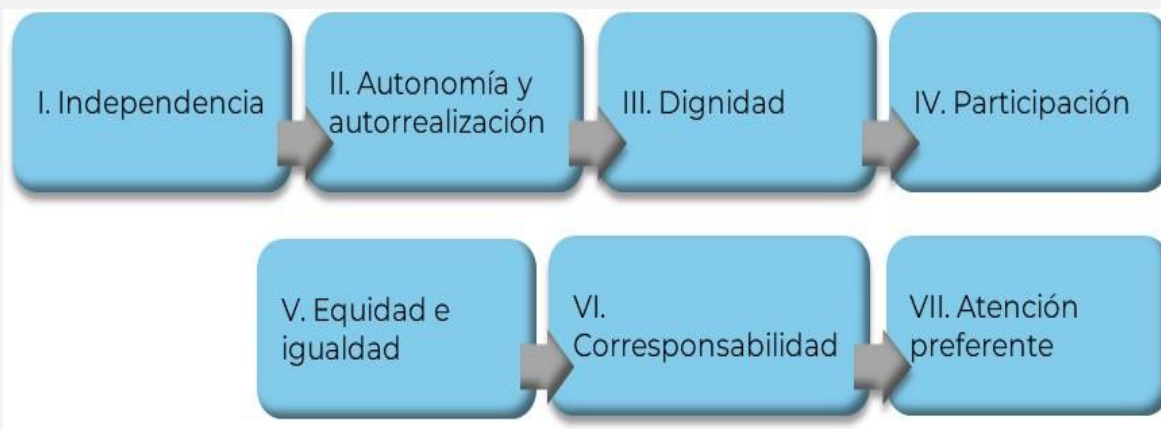 I. Independencia
II. Autonomía y
autorrealización
III. Dignidad
IV. Participación
V. Equidad e
igualdad
VI.
Corresponsabilidad
VII. Atención
preferente